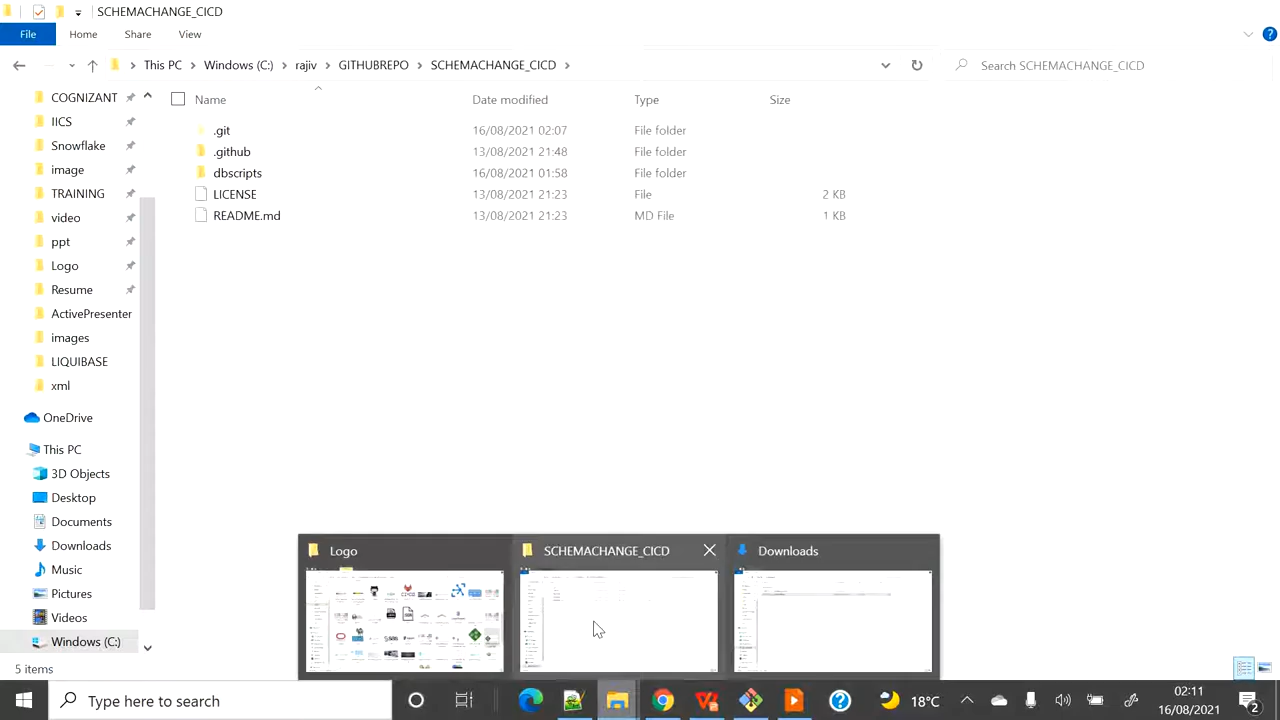 SCHEMACHANGE_CICD
File Home Share View
This PC Windows (C:) rajiv GITHUBREPO SCHEMACHANGE_CICD
Search SCHEMACHANGE_CICD
COGNIZANT
IICS
Snowflake
image
TRAINING
video
ppt
Logo
Resume
ActivePresenter
images
LIQUIBASE
xml
OneDrive
This PC
3D Objects
Desktop
Documents
Downloads
Music
Pictures
Videos
Windows (C:)
5 items
Name Date modified Type Size
.git 16/08/2021 02:07 File folder
.github 13/08/2021 21:48 File folder
dbscripts 16/08/2021 01:58 File folder
LICENSE 13/08/2021 21:23 File 2 KB
README.md 13/08/2021 21:23 MD File 1 KB
Logo
SCHEMACHANGE_CICD
Downloads
Type here to search
18°C
02:11
16/08/2021
2